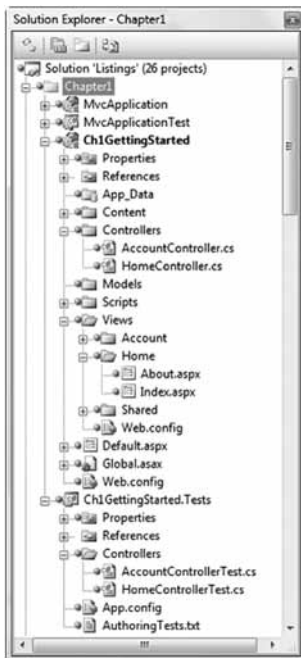 Solution Explorer - Chapter1
Solution 'Listings' (26 projects)
Chapter1
MvcApplication
MvcApplicationTest
Ch1GettingStarted
Properties
References
App_Data
Content
Controllers
AccountController.cs
HomeController.cs
Models
Scripts
Views
Account
Home
About.aspx
Index.aspx
Shared
Web.config
Default.aspx
Global.asax
Web.config
Ch1GettingStarted.Tests
Properties
References
Controllers
AccountControllerTest.cs
HomeControllerTest.cs
App.config
AuthoringTests.txt